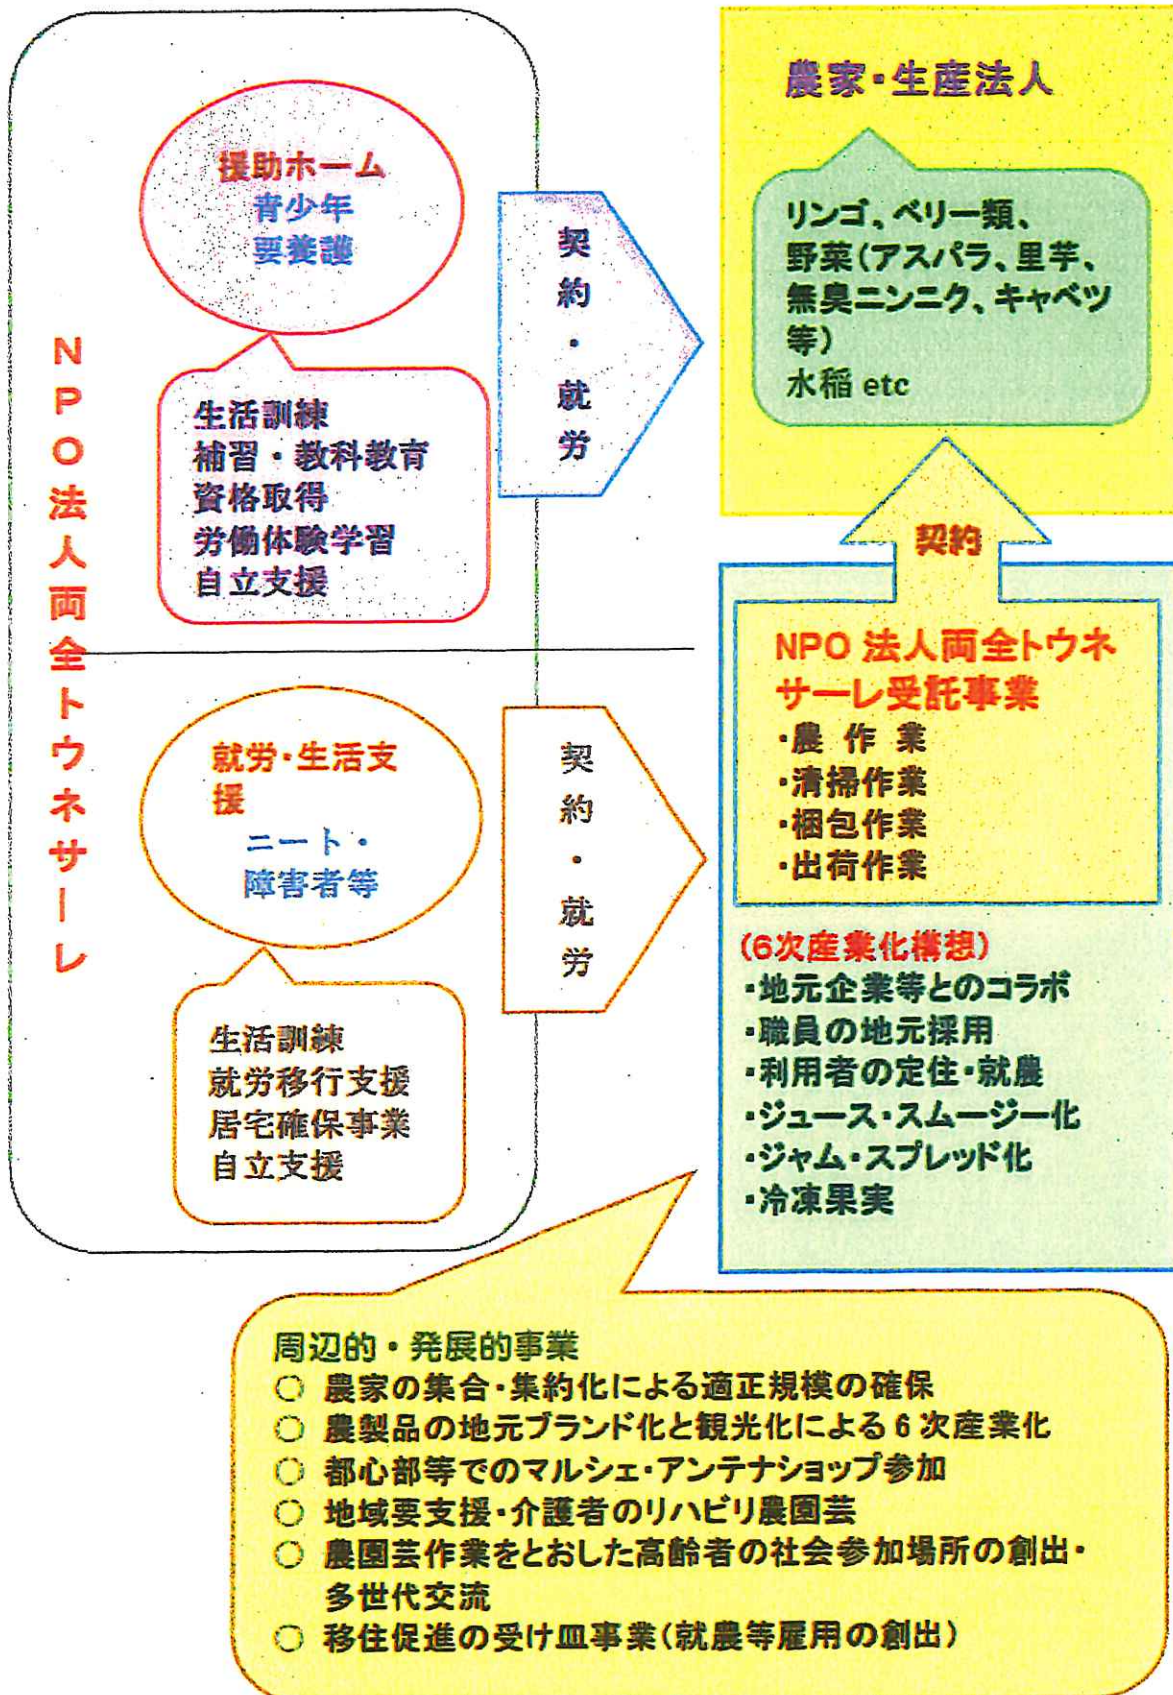 NPO法人両全トウネサーレ
援助ホーム
青少年
要養護
生活訓練
補習・教科教育
資格取得
労働体験学習
自立支援
契約・就労
就労・生活支
援
ニート・
障害者等
生活訓練
就労移行支援
居宅確保事業
自立支援
契約・就労
農家・生産法人
リンゴ、ベリー類、
野菜(アスパラ、里芋、
無臭ニンニク、キャベツ
等)
水稲 etc
契約
NPO 法人両全トウネ
サーレ受託事業
・農 作 業
・清掃作業
・梱包作業
・出荷作業
(6次産業化構想)
・地元企業等とのコラボ
・職員の地元採用
・利用者の定住・就農
・ジュース・スムージー化
・ジャム・スプレッド化
・冷凍果実
周辺的・発展的事業
○ 農家の集合・集約化による適正規模の確保
○ 農製品の地元ブランド化と観光化による6次産業化
○ 都心部等でのマルシェ・アンテナショップ参加
○ 地域要支援・介護者のリハビリ農園芸
○ 農園芸作業をとおした高齢者の社会参加場所の創出・
多世代交流
○ 移住促進の受け皿事業(就農等雇用の創出)